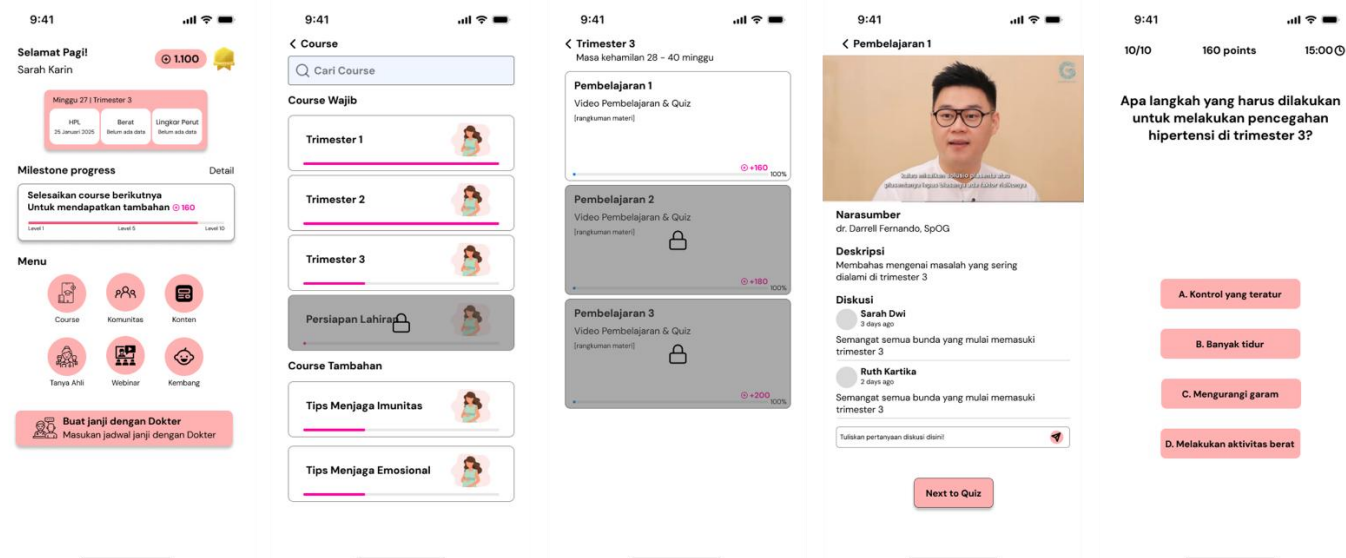 9:41
Selamat Pagi!
Sarah Karin
1.100
Minggu 27 | Trimester 3
HPL
25 Januari 2025
Berat
Belum ada data
Lingkar Perut
Belum ada data
Milestone progress
Detail
Selesaikan course berikutnya
Untuk mendapatkan tambahan 160
Level 1
Level 5
Level 10
Menu
Course
Komunitas
Konten
Tanya Ahli
Webinar
Kembang
Buat janji dengan Dokter
Masukan jadwal janji dengan Dokter
9:41
Course
Cari Course
Course Wajib
Trimester 1
Trimester 2
Trimester 3
Persiapan Lahiran
Course Tambahan
Tips Menjaga Imunitas
Tips Menjaga Emosional
9:41
Trimester 3
Masa kehamilan 28 - 40 minggu
Pembelajaran 1
Video Pembelajaran & Quiz
[rangkuman materi]
+160
100%
Pembelajaran 2
Video Pembelajaran & Quiz
[rangkuman materi]
+180
100%
Pembelajaran 3
Video Pembelajaran & Quiz
[rangkuman materi]
+200
100%
9:41
Pembelajaran 1
G
Narasumber
dr. Darrell Fernando, SpOG
Deskripsi
Membahas mengenai masalah yang sering
dialami di trimester 3
Diskusi
Sarah Dwi
3 days ago
Semangat semua bunda yang mulai memasuki
trimester 3
Ruth Kartika
2 days ago
Semangat semua bunda yang mulai memasuki
trimester 3
Tuliskan pertanyaan diskusi disini!
Next to Quiz
9:41
10/10
160 points
15:00
Apa langkah yang harus dilakukan
untuk melakukan pencegahan
hipertensi di trimester 3?
A. Kontrol yang teratur
B. Banyak tidur
C. Mengurangi garam
D. Melakukan aktivitas berat